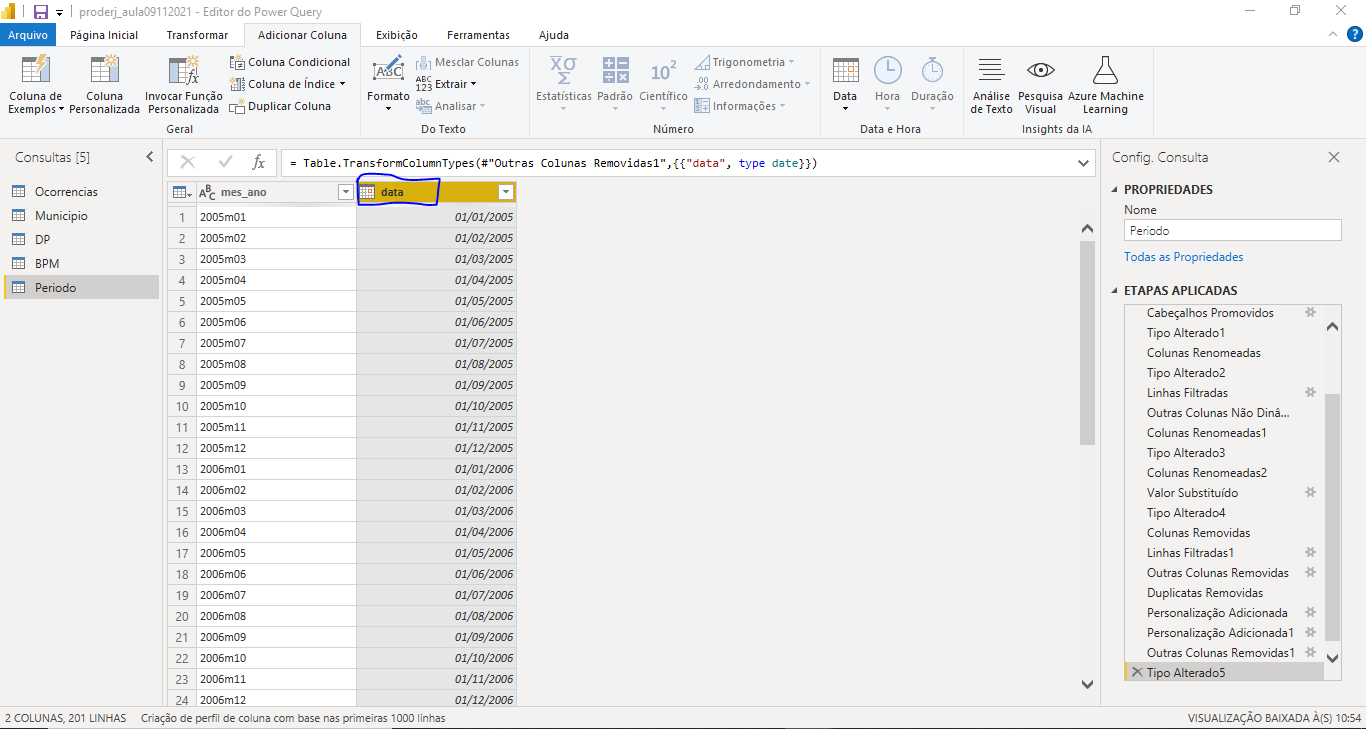 proderj_aula09112021 - Editor do Power Query
Arquivo Página Inicial Transformar Adicionar Coluna Exibição Ferramentas Ajuda
Coluna de Exemplos
Coluna Personalizada
Invocar Função Personalizada
Coluna Condicional
Coluna de Índice
Duplicar Coluna
Geral
Formato
Mesclar Colunas
Extrair
Analisar
Do Texto
Estatísticas
Padrão
Científico
Trigonometria
Arredondamento
Informações
Número
Data
Hora
Duração
Data e Hora
Análise de Texto
Pesquisa Visual
Azure Machine Learning
Insights da IA
Consultas [5]
Ocorrencias
Municipio
DP
BPM
Periodo
= Table.TransformColumnTypes(#"Outras Colunas Removidas1",{{"data", type date}})
mes_ano data
1 2005m01 01/01/2005
2 2005m02 01/02/2005
3 2005m03 01/03/2005
4 2005m04 01/04/2005
5 2005m05 01/05/2005
6 2005m06 01/06/2005
7 2005m07 01/07/2005
8 2005m08 01/08/2005
9 2005m09 01/09/2005
10 2005m10 01/10/2005
11 2005m11 01/11/2005
12 2005m12 01/12/2005
13 2006m01 01/01/2006
14 2006m02 01/02/2006
15 2006m03 01/03/2006
16 2006m04 01/04/2006
17 2006m05 01/05/2006
18 2006m06 01/06/2006
19 2006m07 01/07/2006
20 2006m08 01/08/2006
21 2006m09 01/09/2006
22 2006m10 01/10/2006
23 2006m11 01/11/2006
24 2006m12 01/12/2006
Config. Consulta
PROPRIEDADES
Nome
Periodo
Todas as Propriedades
ETAPAS APLICADAS
Cabeçalhos Promovidos
Tipo Alterado1
Colunas Renomeadas
Tipo Alterado2
Linhas Filtradas
Outras Colunas Não Dinâ...
Colunas Renomeadas1
Tipo Alterado3
Colunas Renomeadas2
Valor Substituído
Tipo Alterado4
Colunas Removidas
Linhas Filtradas1
Outras Colunas Removidas
Duplicatas Removidas
Personalização Adicionada
Personalização Adicionada1
Outras Colunas Removidas1
Tipo Alterado5
2 COLUNAS, 201 LINHAS Criação de perfil de coluna com base nas primeiras 1000 linhas
VISUALIZAÇÃO BAIXADA À(S) 10:54